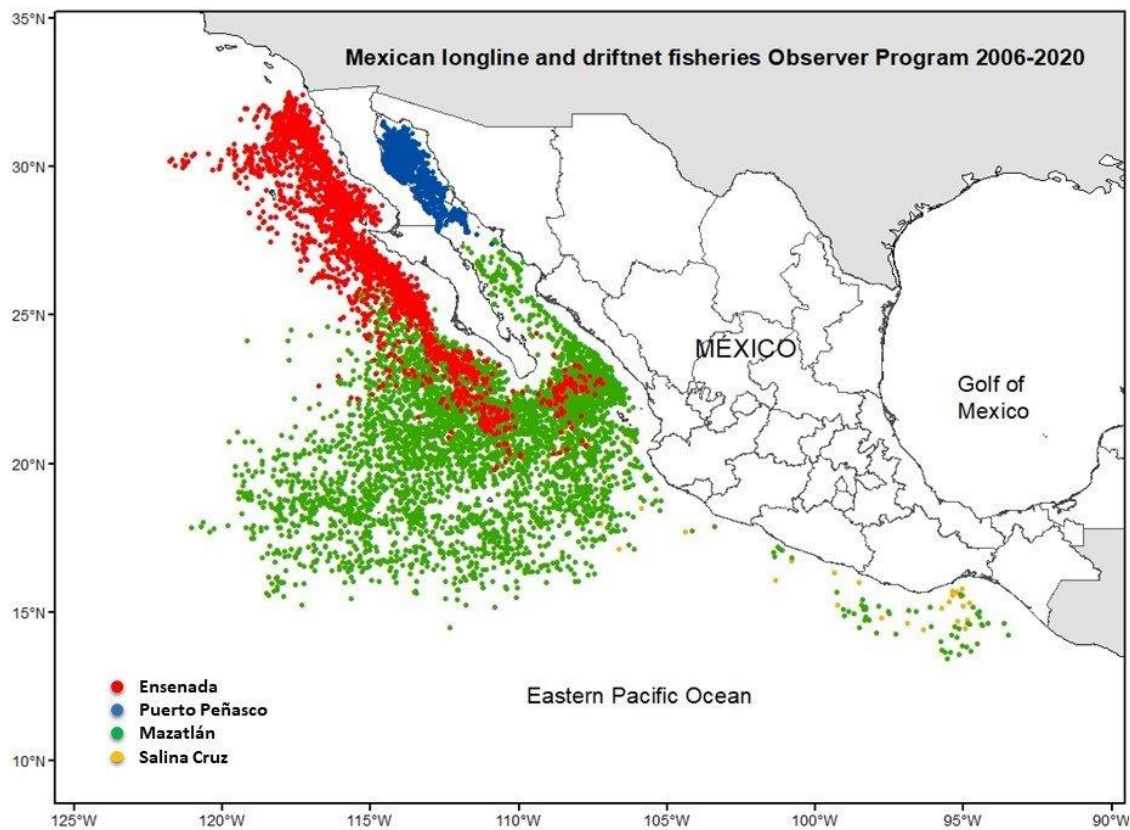 Mexican longline and driftnet fisheries Observer Program 2006-2020
35°N
30°N
25°N
20°N
15°N
10°N
MÉXICO
Golf of
Mexico
Eastern Pacific Ocean
Ensenada
Puerto Peñasco
Mazatlán
Salina Cruz
125°W
120°W
115°W
110°W
105°W
100°W
95°W
90°W